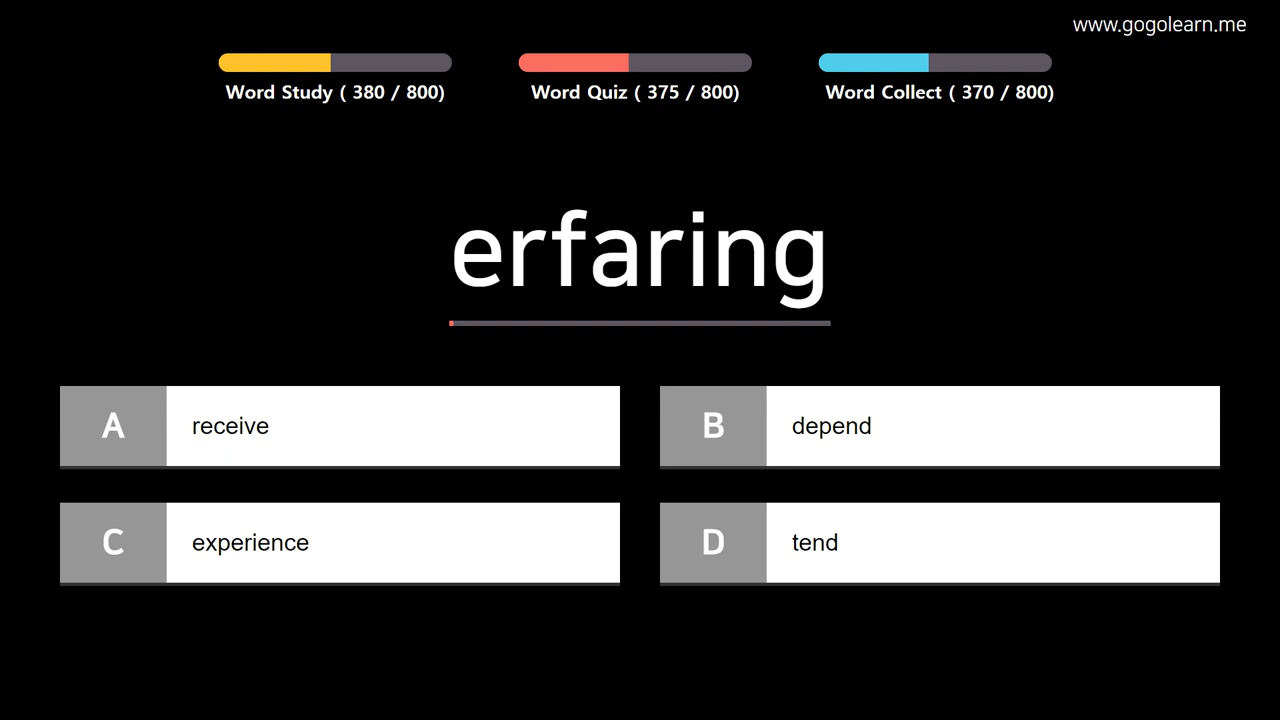 www.gogolearn.me
Word Study ( 380 / 800)
Word Quiz ( 375 / 800)
Word Collect ( 370 / 800)
erfaring
A receive
B depend
C experience
D tend